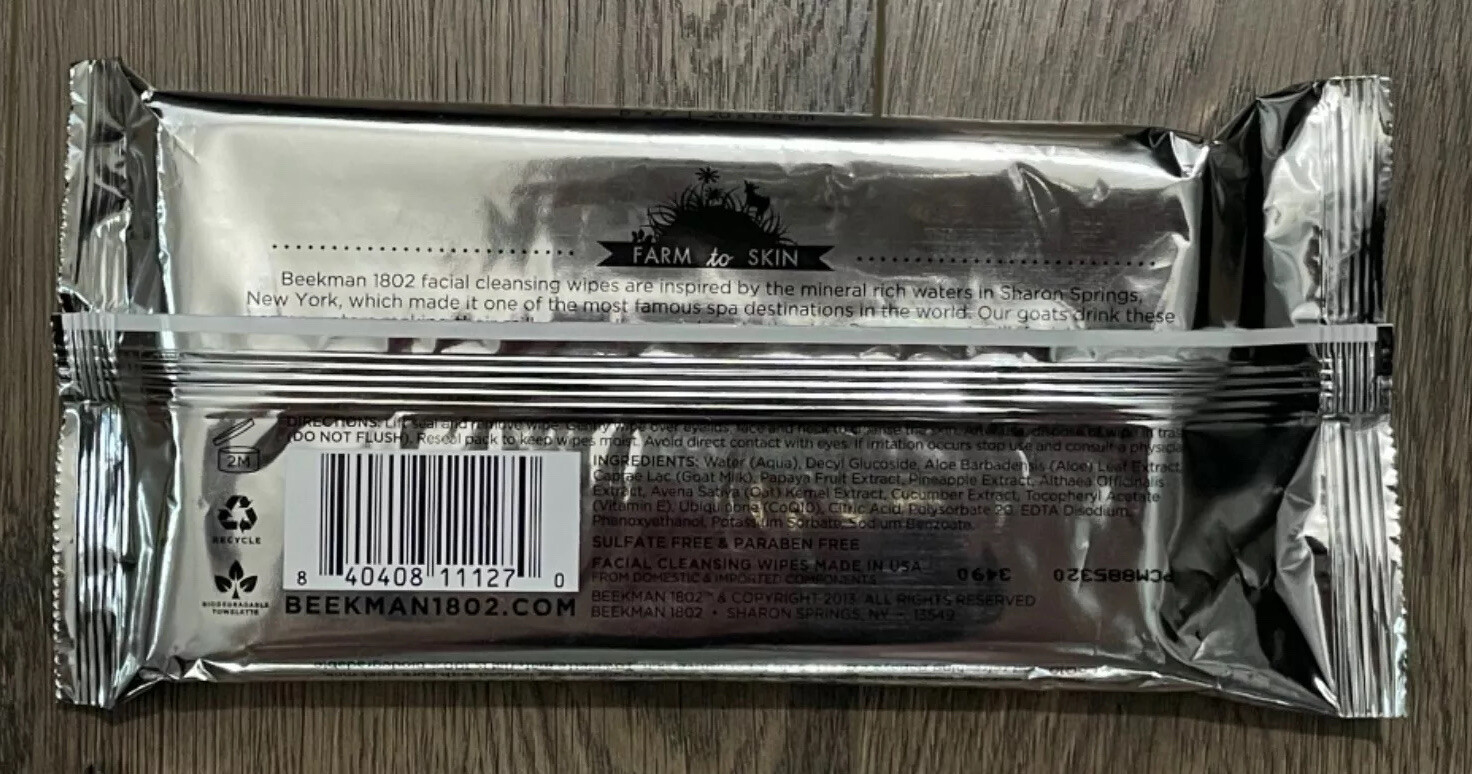 FARM to SKIN
Beekman 1802 facial cleansing wipes are inspired by the mineral rich waters in Sharon Springs,
New York, which made it one of the most famous spa destinations in the world. Our goats drink these
DIRECTIONS: Lift seal and remove wipe. Gently wipe over eyelids, face and neck to
(DO NOT FLUSH). Reseal pack to keep wipes moist. Avoid direct contact with eyes. If irritation occurs stop use and consult a physicia
2M
INGREDIENTS: Water (Aqua), Decyl Glucoside, Aloe Barbadensis (Aloe) Leaf Extract,
Caprae Lac (Goat Milk), Papaya Fruit Extract, Pineapple Extract, Althaea Officinalis
Extract, Avena Sativa (Oat) Kernel Extract, Cucumber Extract, Tocopheryl Acetate
(Vitamin E), Ubiquinone (CoQ10), Citric Acid, Polysorbate 20, EDTA Disodium,
Phenoxyethanol, Potassium Sorbate, Sodium Benzoate.
RECYCLE
SULFATE FREE & PARABEN FREE
FACIAL CLEANSING WIPES MADE IN USA
FROM DOMESTIC & IMPORTED COMPONENTS
PCM885320 3490
8 40408 11127 0
BIODEGRADABLE
TOWELETTE
BEEKMAN1802.COM
BEEKMAN 1802™ & COPYRIGHT 2013. ALL RIGHTS RESERVED
BEEKMAN 1802 • SHARON SPRINGS, NY – 13549